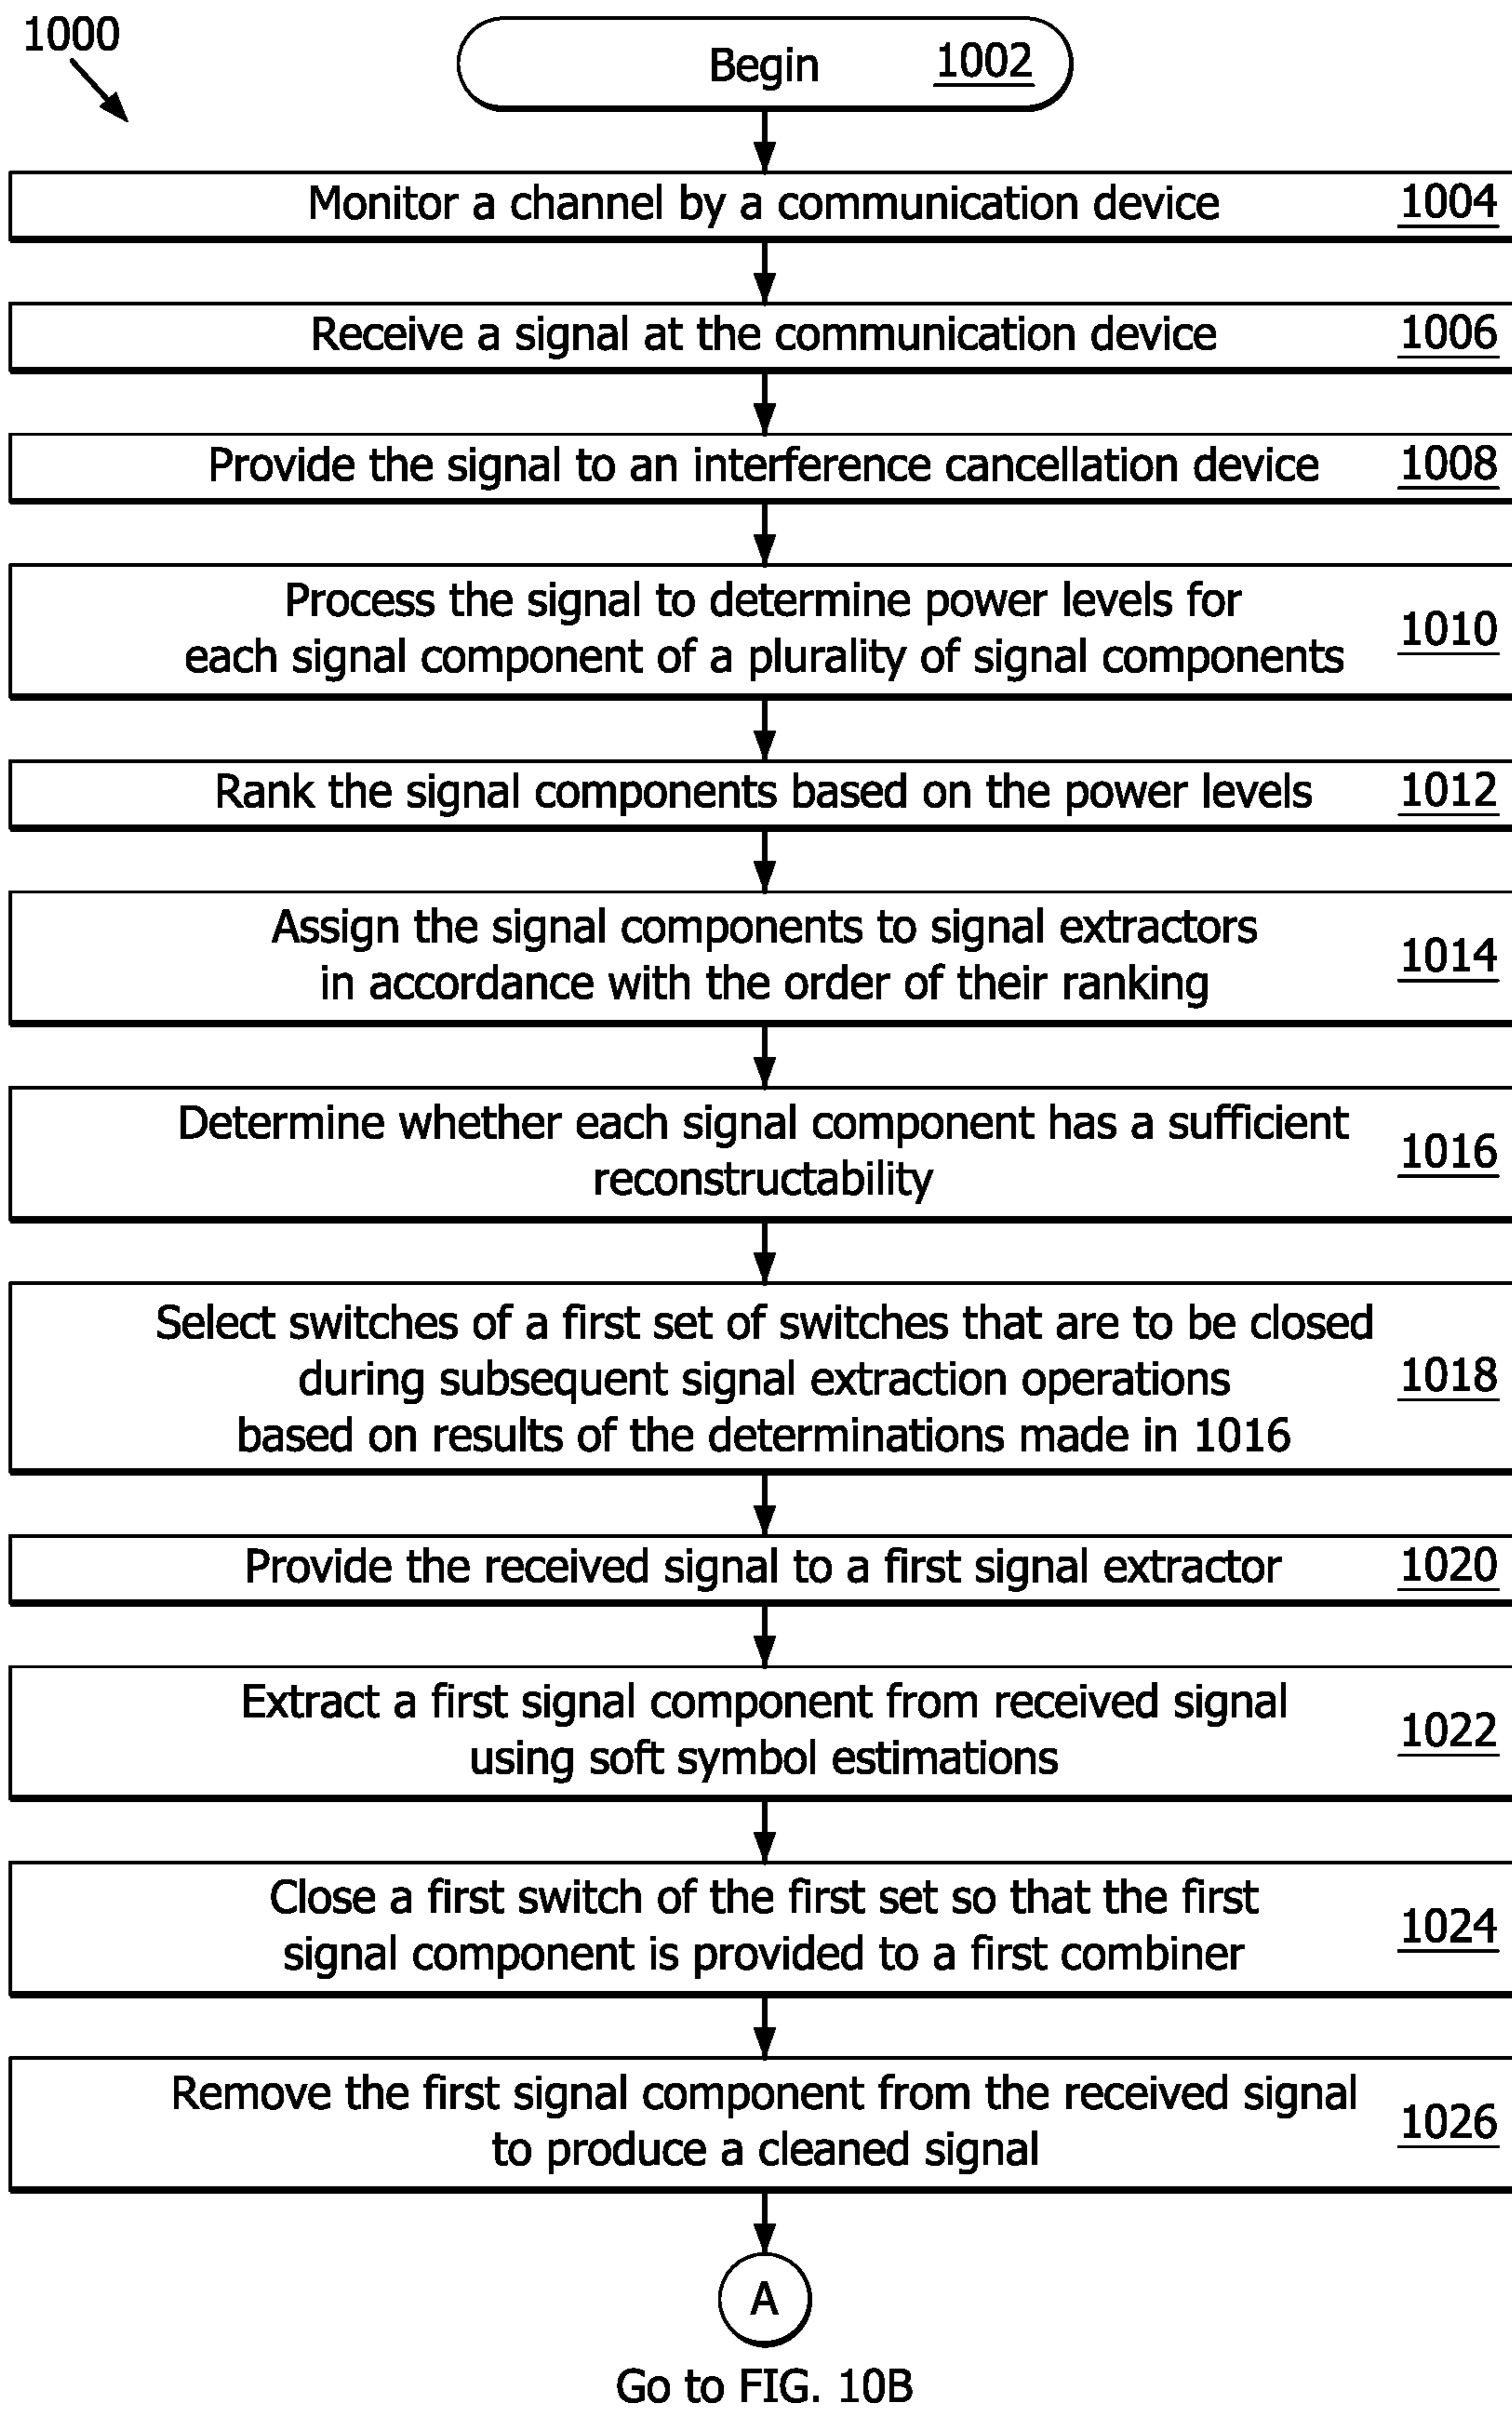 1000
Begin 1002
Monitor a channel by a communication device 1004
Receive a signal at the communication device 1006
Provide the signal to an interference cancellation device 1008
Process the signal to determine power levels for
each signal component of a plurality of signal components
1010
Rank the signal components based on the power levels 1012
Assign the signal components to signal extractors
in accordance with the order of their ranking
1014
Determine whether each signal component has a sufficient
reconstructability
1016
Select switches of a first set of switches that are to be closed
during subsequent signal extraction operations
based on results of the determinations made in 1016
1018
Provide the received signal to a first signal extractor 1020
Extract a first signal component from received signal
using soft symbol estimations
1022
Close a first switch of the first set so that the first
signal component is provided to a first combiner
1024
Remove the first signal component from the received signal
to produce a cleaned signal
1026
A
Go to FIG. 10B